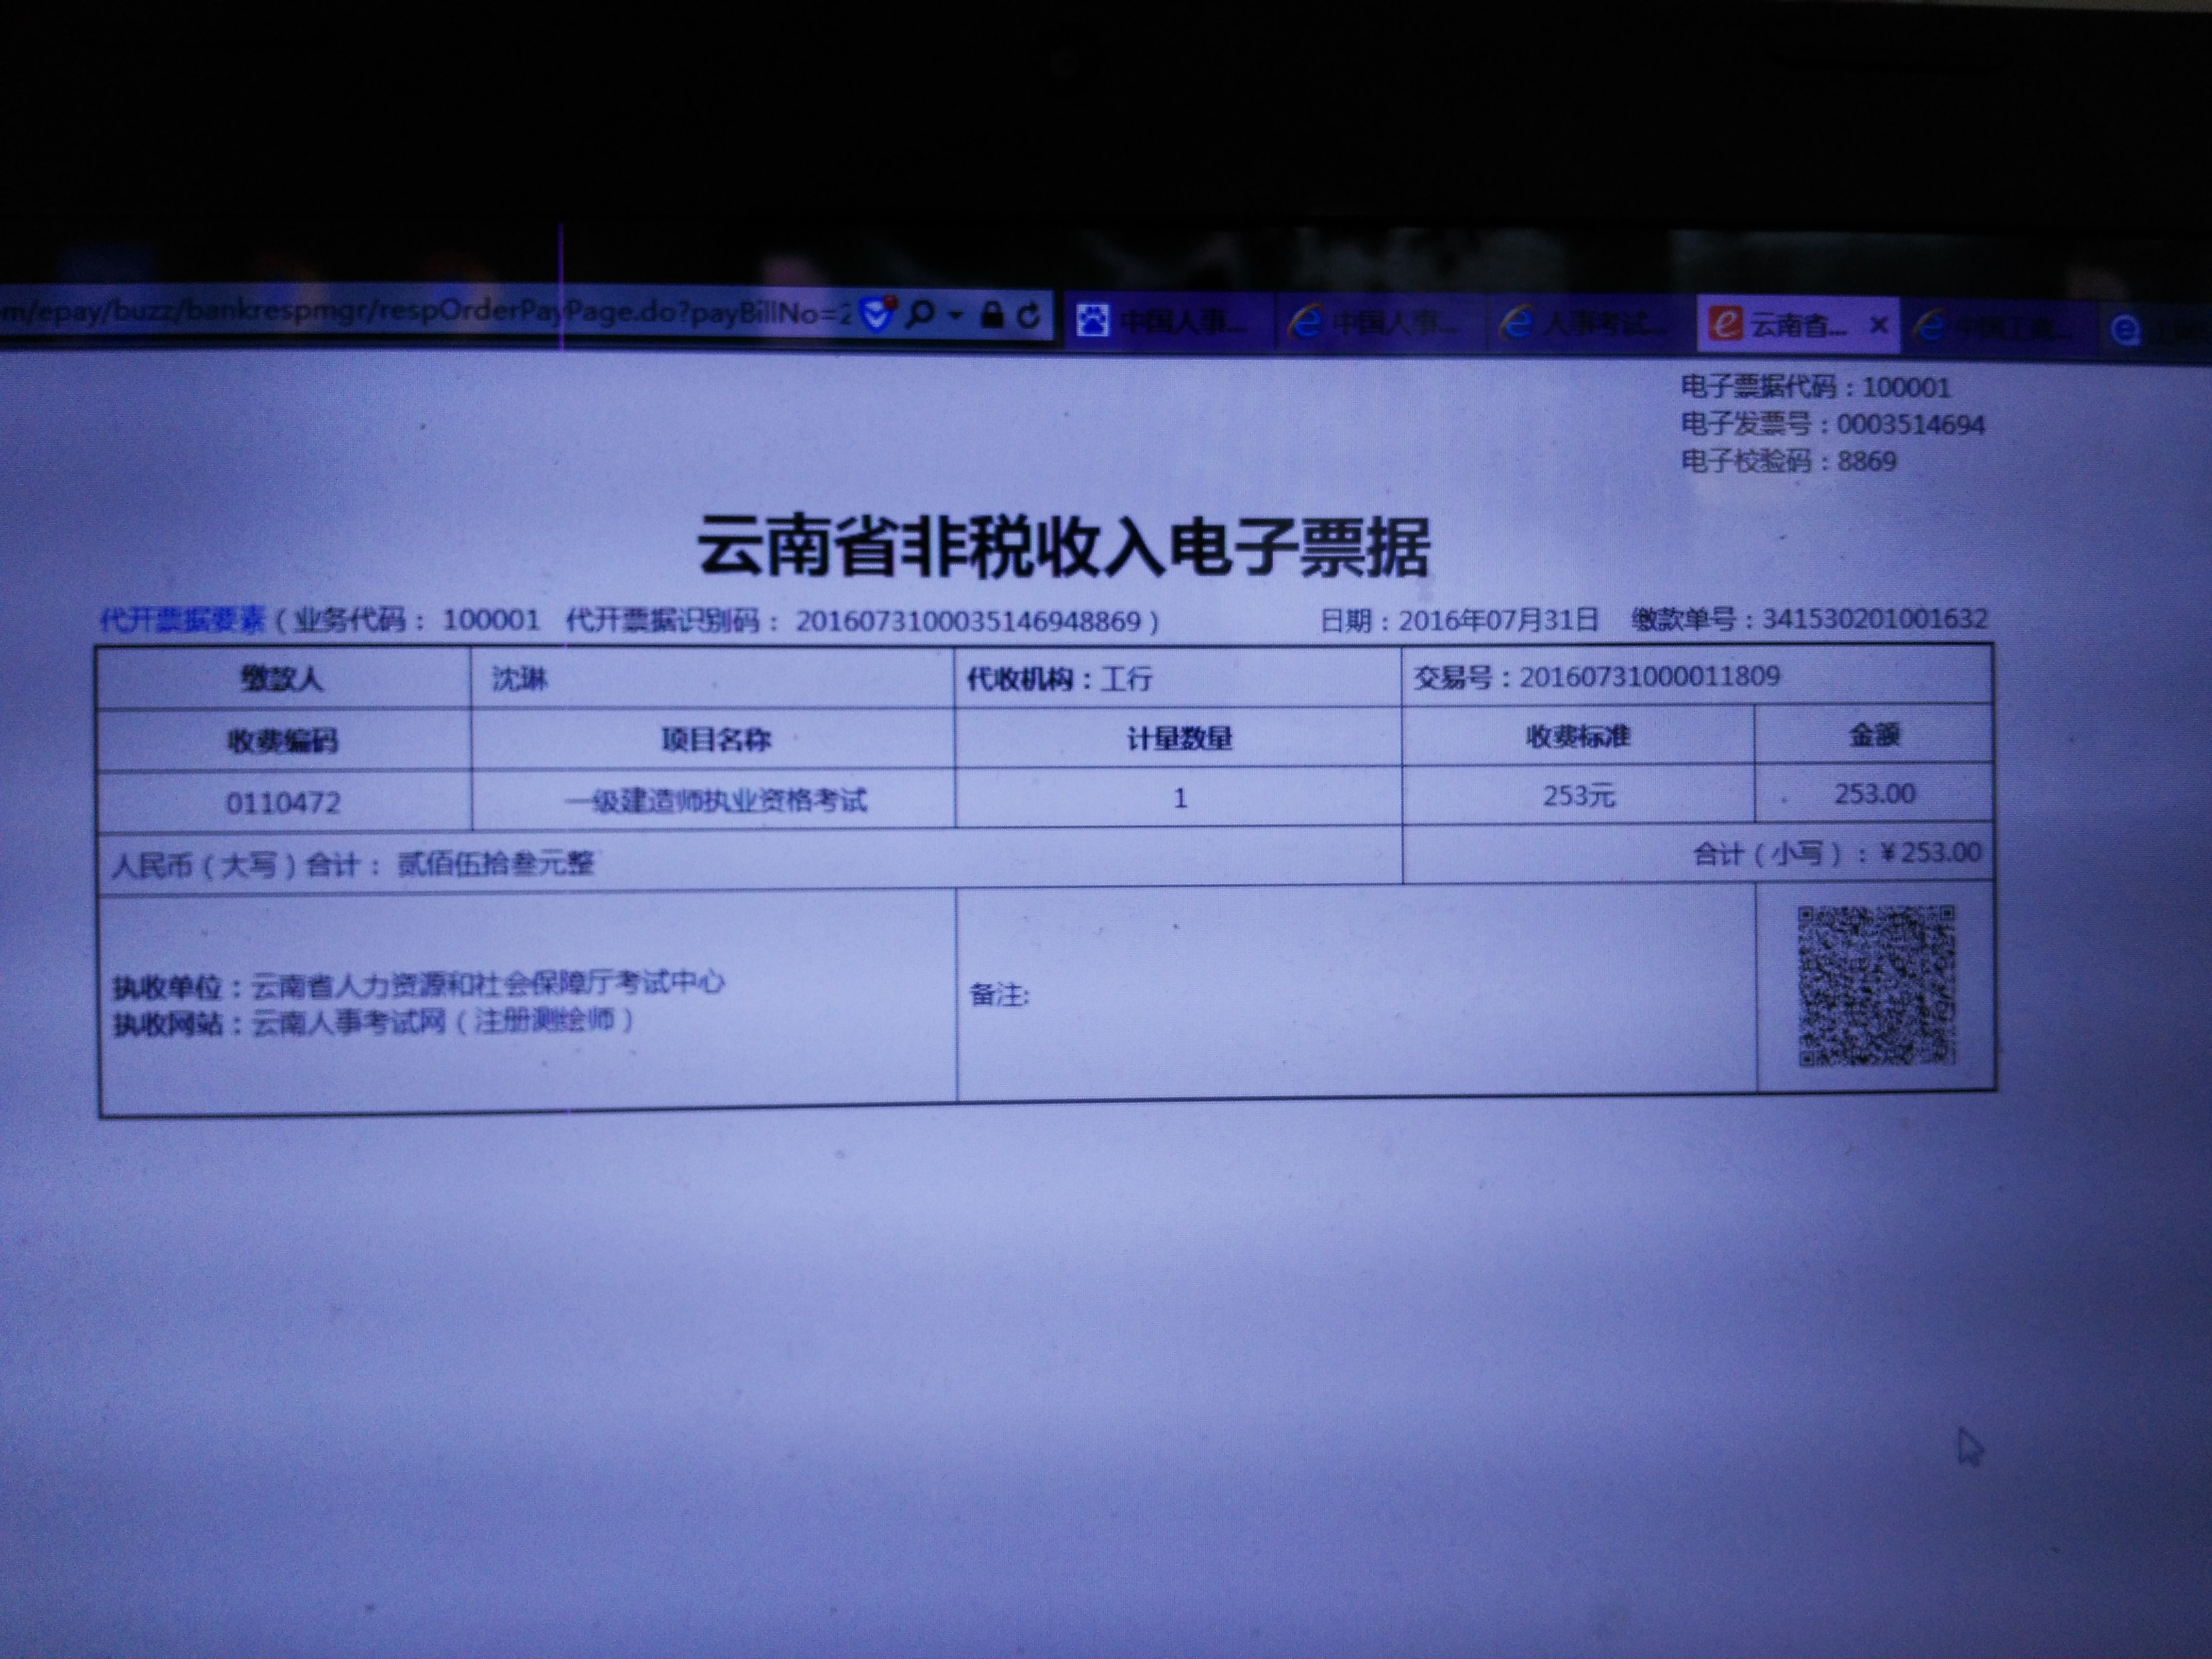 m/epay/buzz/bankrespmgr/respOrderPayPage.do?payBillNo=2
中国人事... 中国人事... 人事考试... 云南省...
电子票据代码：100001
电子发票号：0003514694
电子校验码：8869
云南省非税收入电子票据
代开票据要素（业务代码： 100001 代开票据识别码： 20160731000351469​48869） 日期：2016年07月31日 缴款单号：341530201001632
缴款人 沈琳 代收机构：工行 交易号：20160731000011809
收费编码 项目名称 计量数量 收费标准 金额
0110472 一级建造师执业资格考试 1 253元 253.00
人民币（大写）合计： 贰佰伍拾叁元整 合计（小写）：¥253.00
执收单位：云南省人力资源和社会保障厅考试中心
执收网站：云南人事考试网（注册测绘师）
备注: